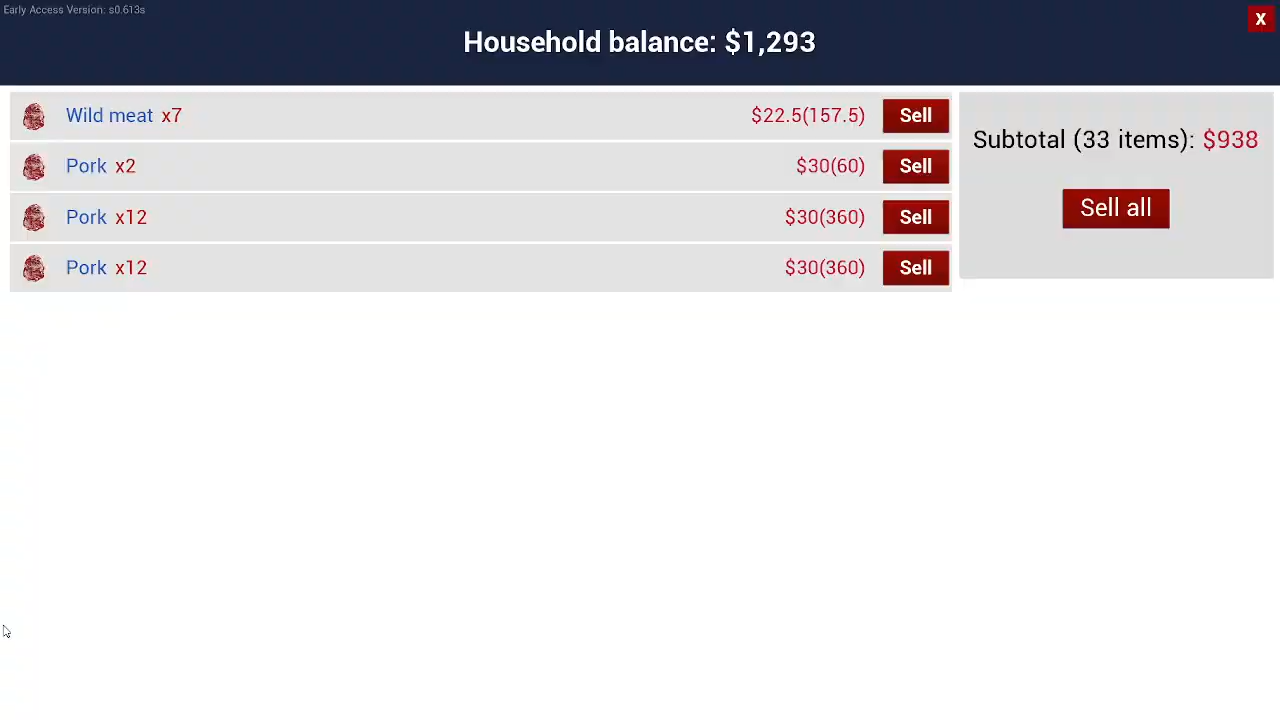 Early Access Version: s0.613s
X
Household balance: $1,293
Wild meat x7 $22.5(157.5) Sell
Pork x2 $30(60) Sell
Pork x12 $30(360) Sell
Pork x12 $30(360) Sell
Subtotal (33 items): $938
Sell all